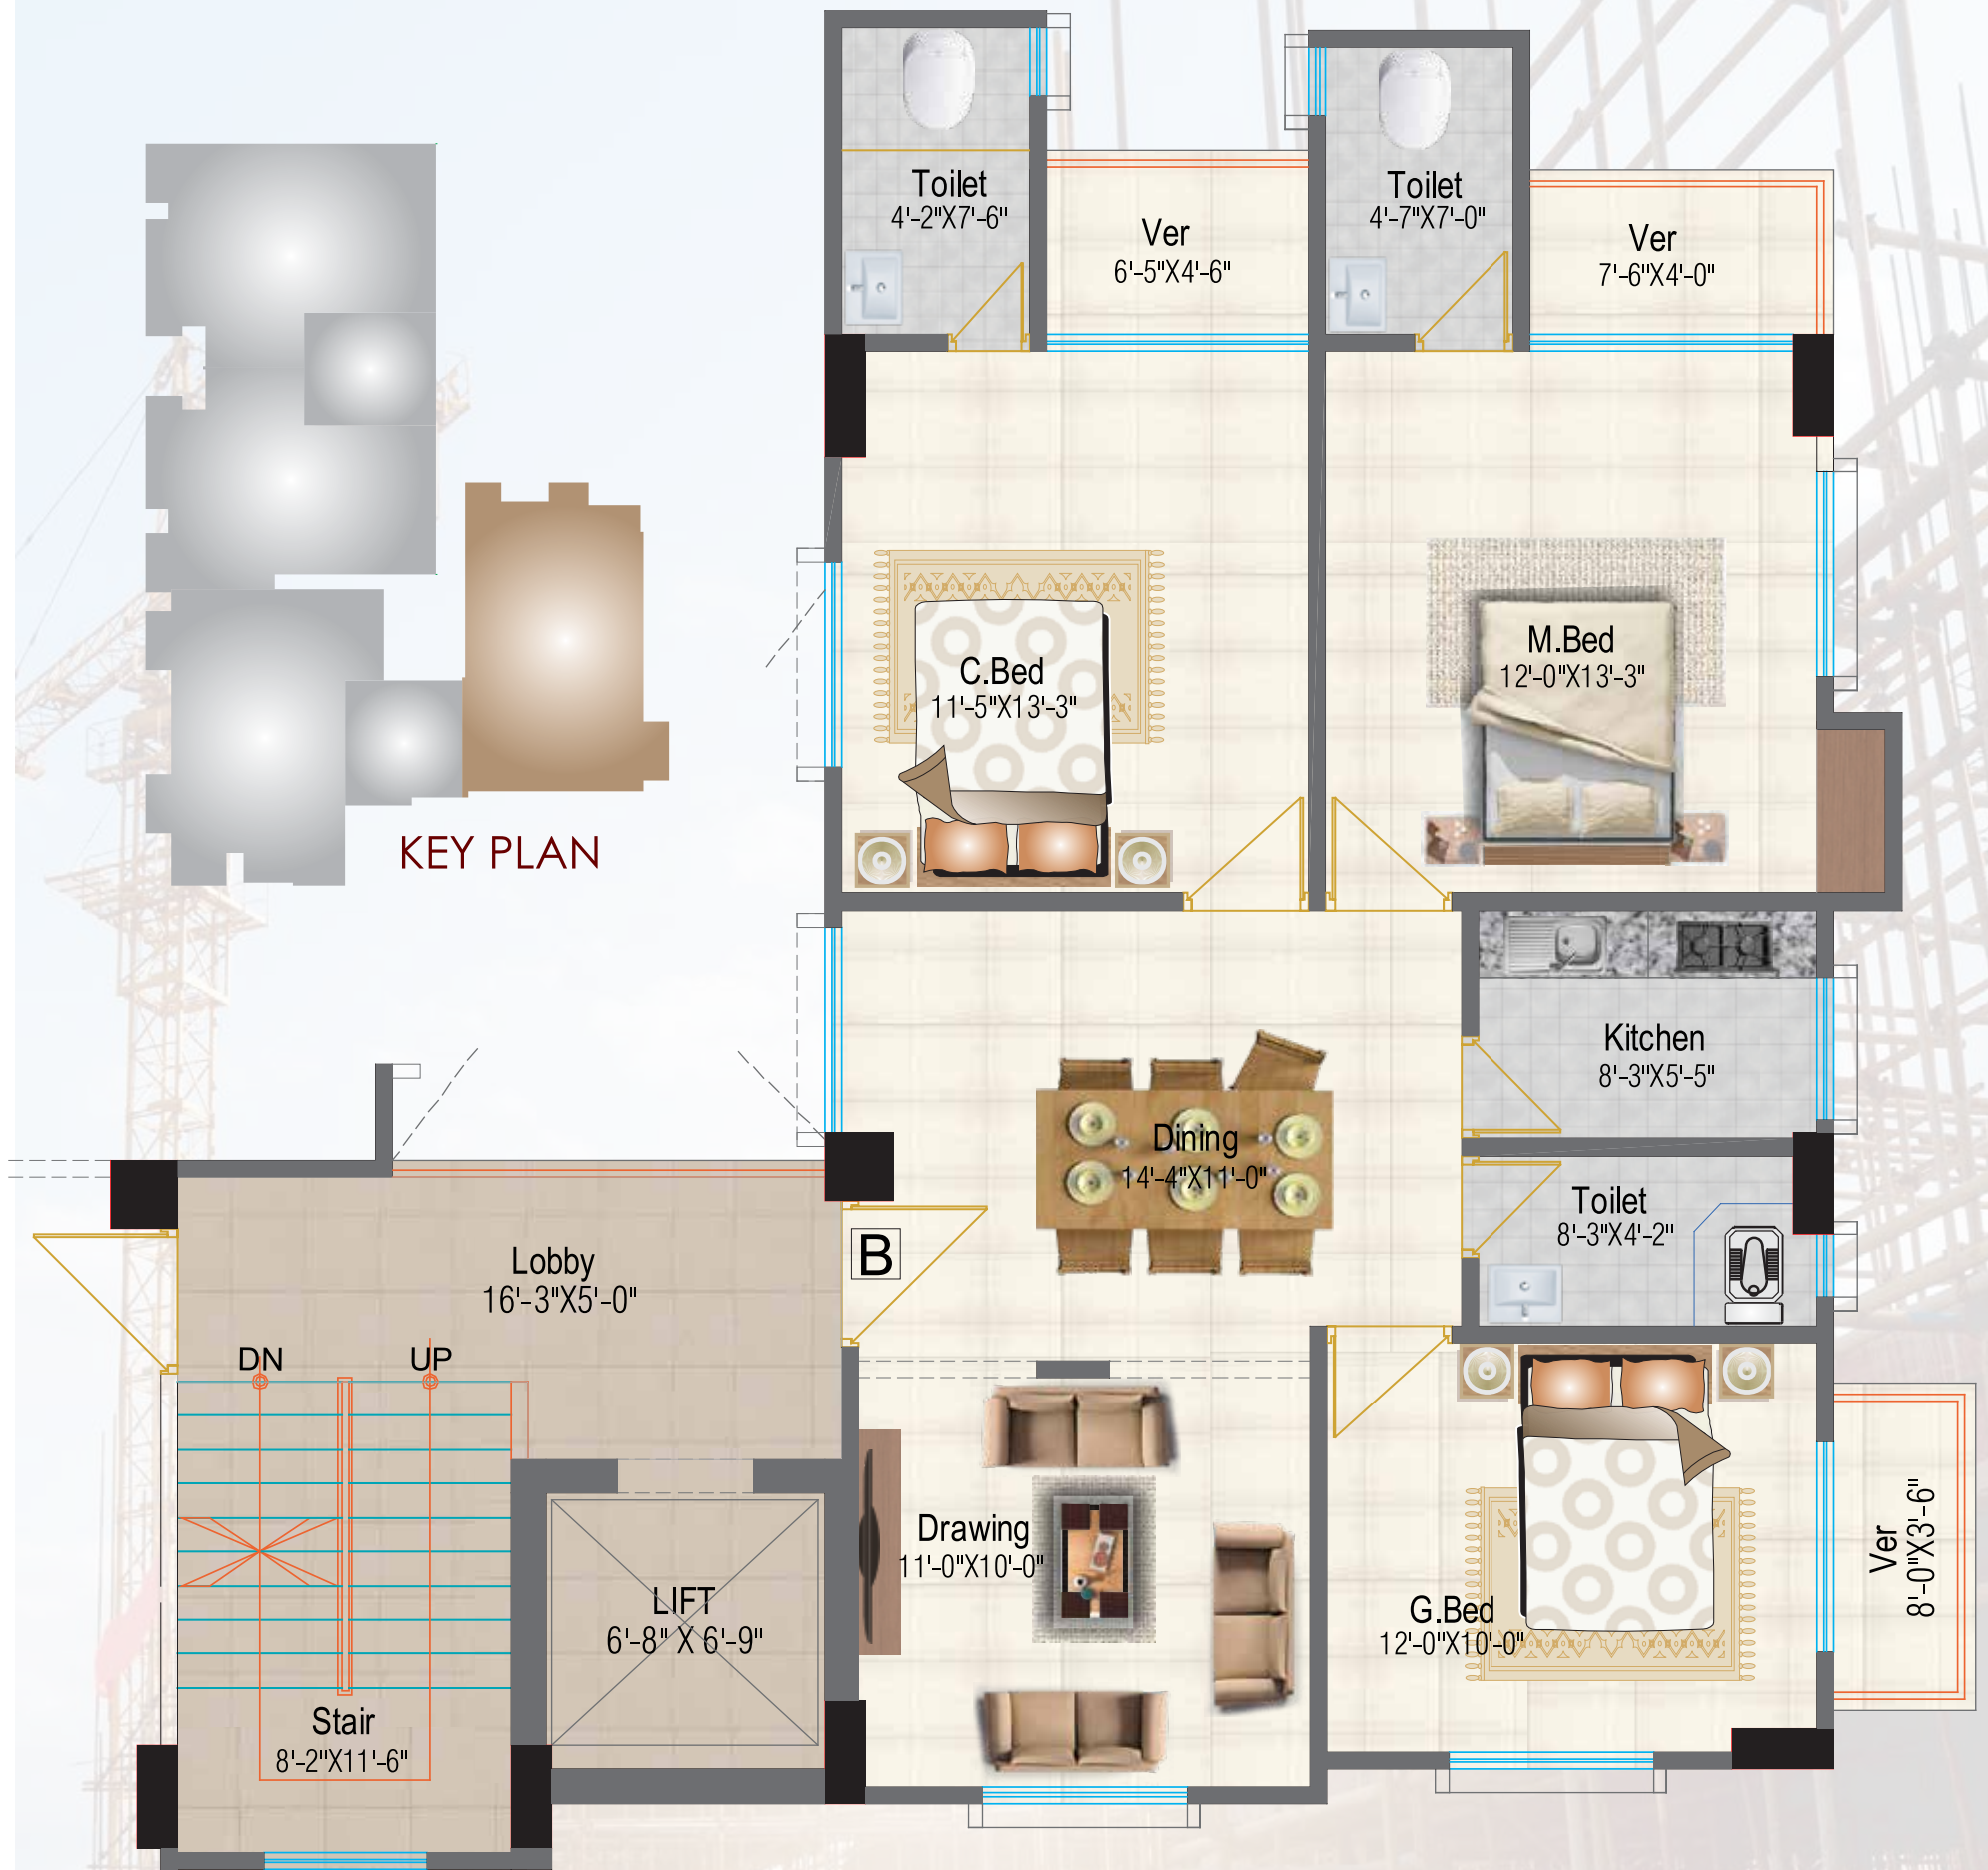 Toilet
4'-2"X7'-6"
Ver
6'-5"X4'-6"
Toilet
4'-7"X7'-0"
Ver
7'-6"X4'-0"
C.Bed
11'-5"X13'-3"
M.Bed
12'-0"X13'-3"
KEY PLAN
Kitchen
8'-3"X5'-5"
Dining
14'-4"X11'-0"
Toilet
8'-3"X4'-2"
B
Lobby
16'-3"X5'-0"
DN
UP
Drawing
11'-0"X10'-0"
LIFT
6'-8" X 6'-9"
G.Bed
12'-0"X10'-0"
Ver
8'-0"X3'-6"
Stair
8'-2"X11'-6"